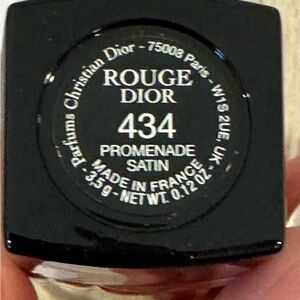 Parfums Christian Dior - 75008 Paris - W1S 2UE, UK
ROUGE
DIOR
434
PROMENADE
SATIN
MADE IN FRANCE
3,5g - NET WT. 0.12 OZ -